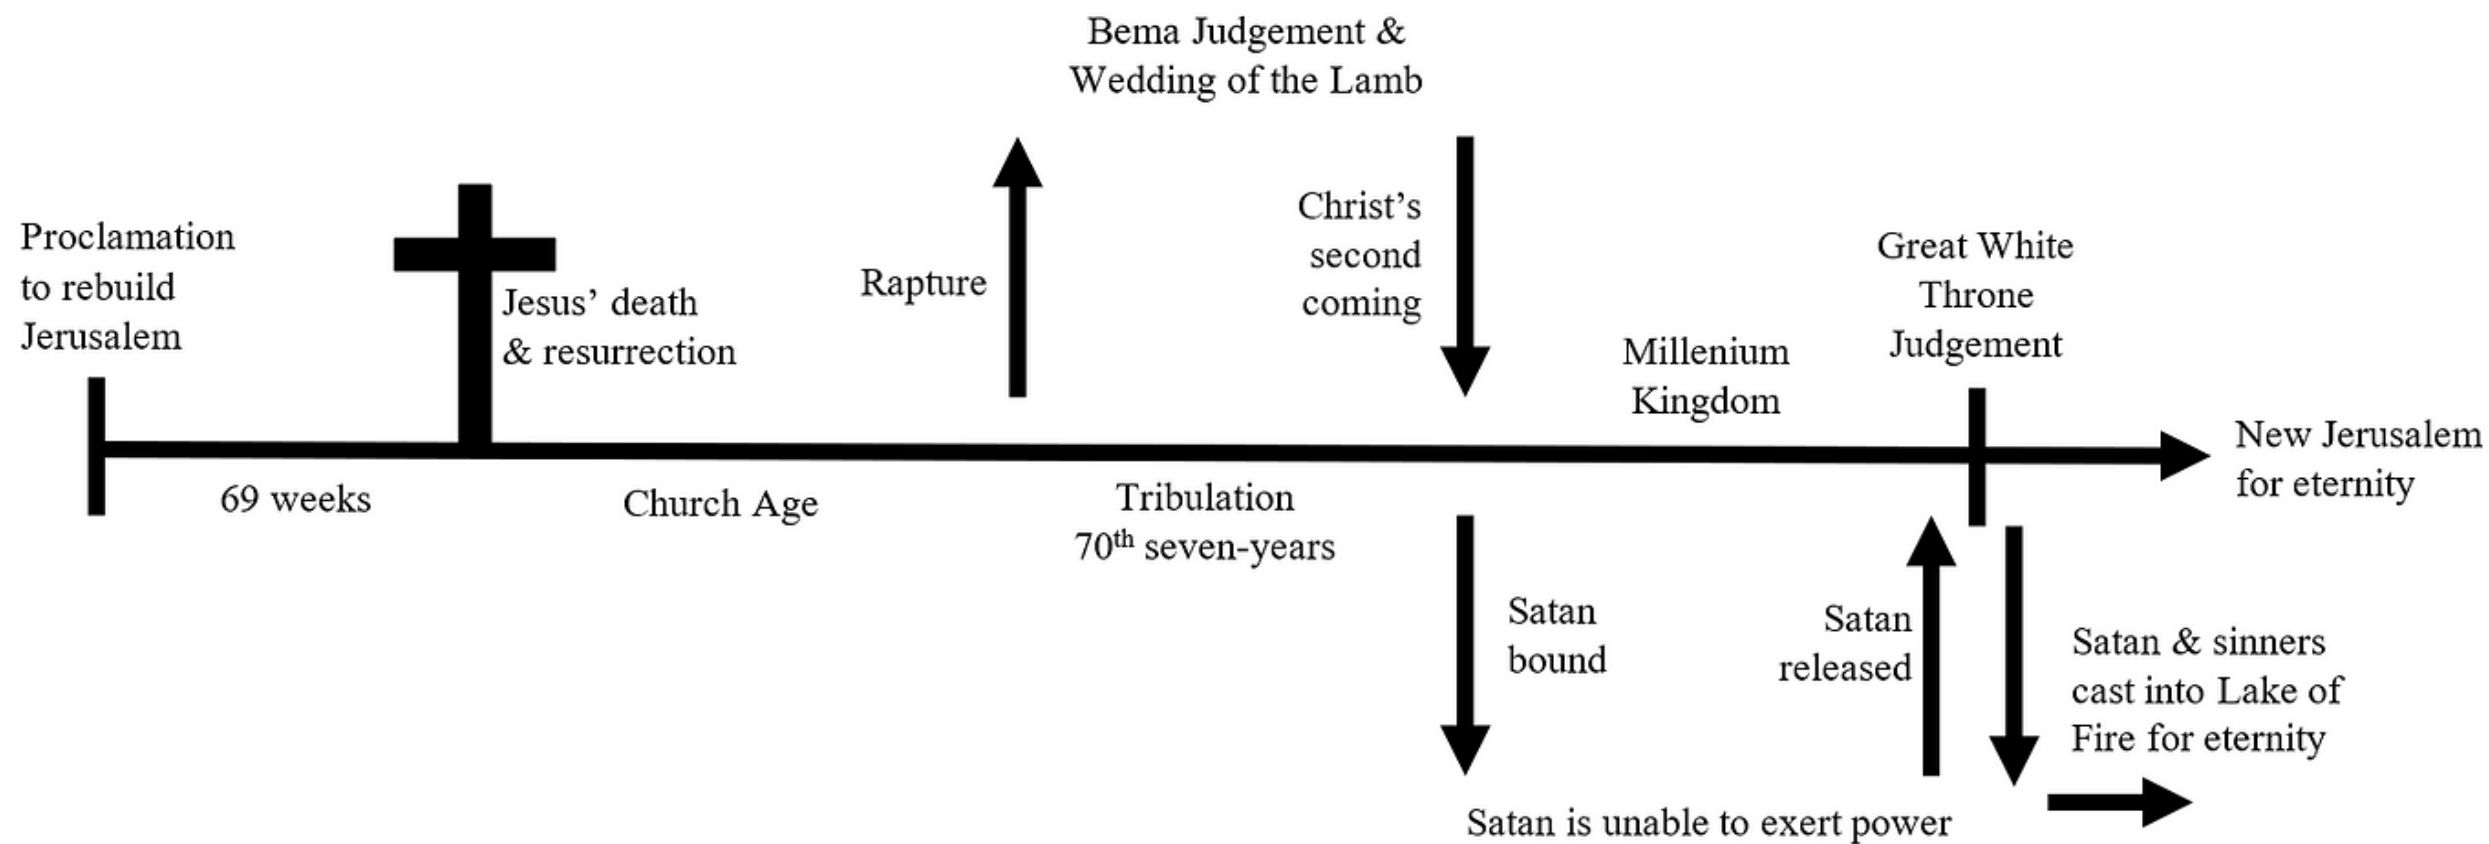 Bema Judgement &
Wedding of the Lamb
Proclamation
to rebuild
Jerusalem
Jesus’ death
& resurrection
Rapture
Christ’s
second
coming
Millenium
Kingdom
Great White
Throne
Judgement
New Jerusalem
for eternity
69 weeks
Church Age
Tribulation
70th seven-years
Satan
bound
Satan
released
Satan & sinners
cast into Lake of
Fire for eternity
Satan is unable to exert power